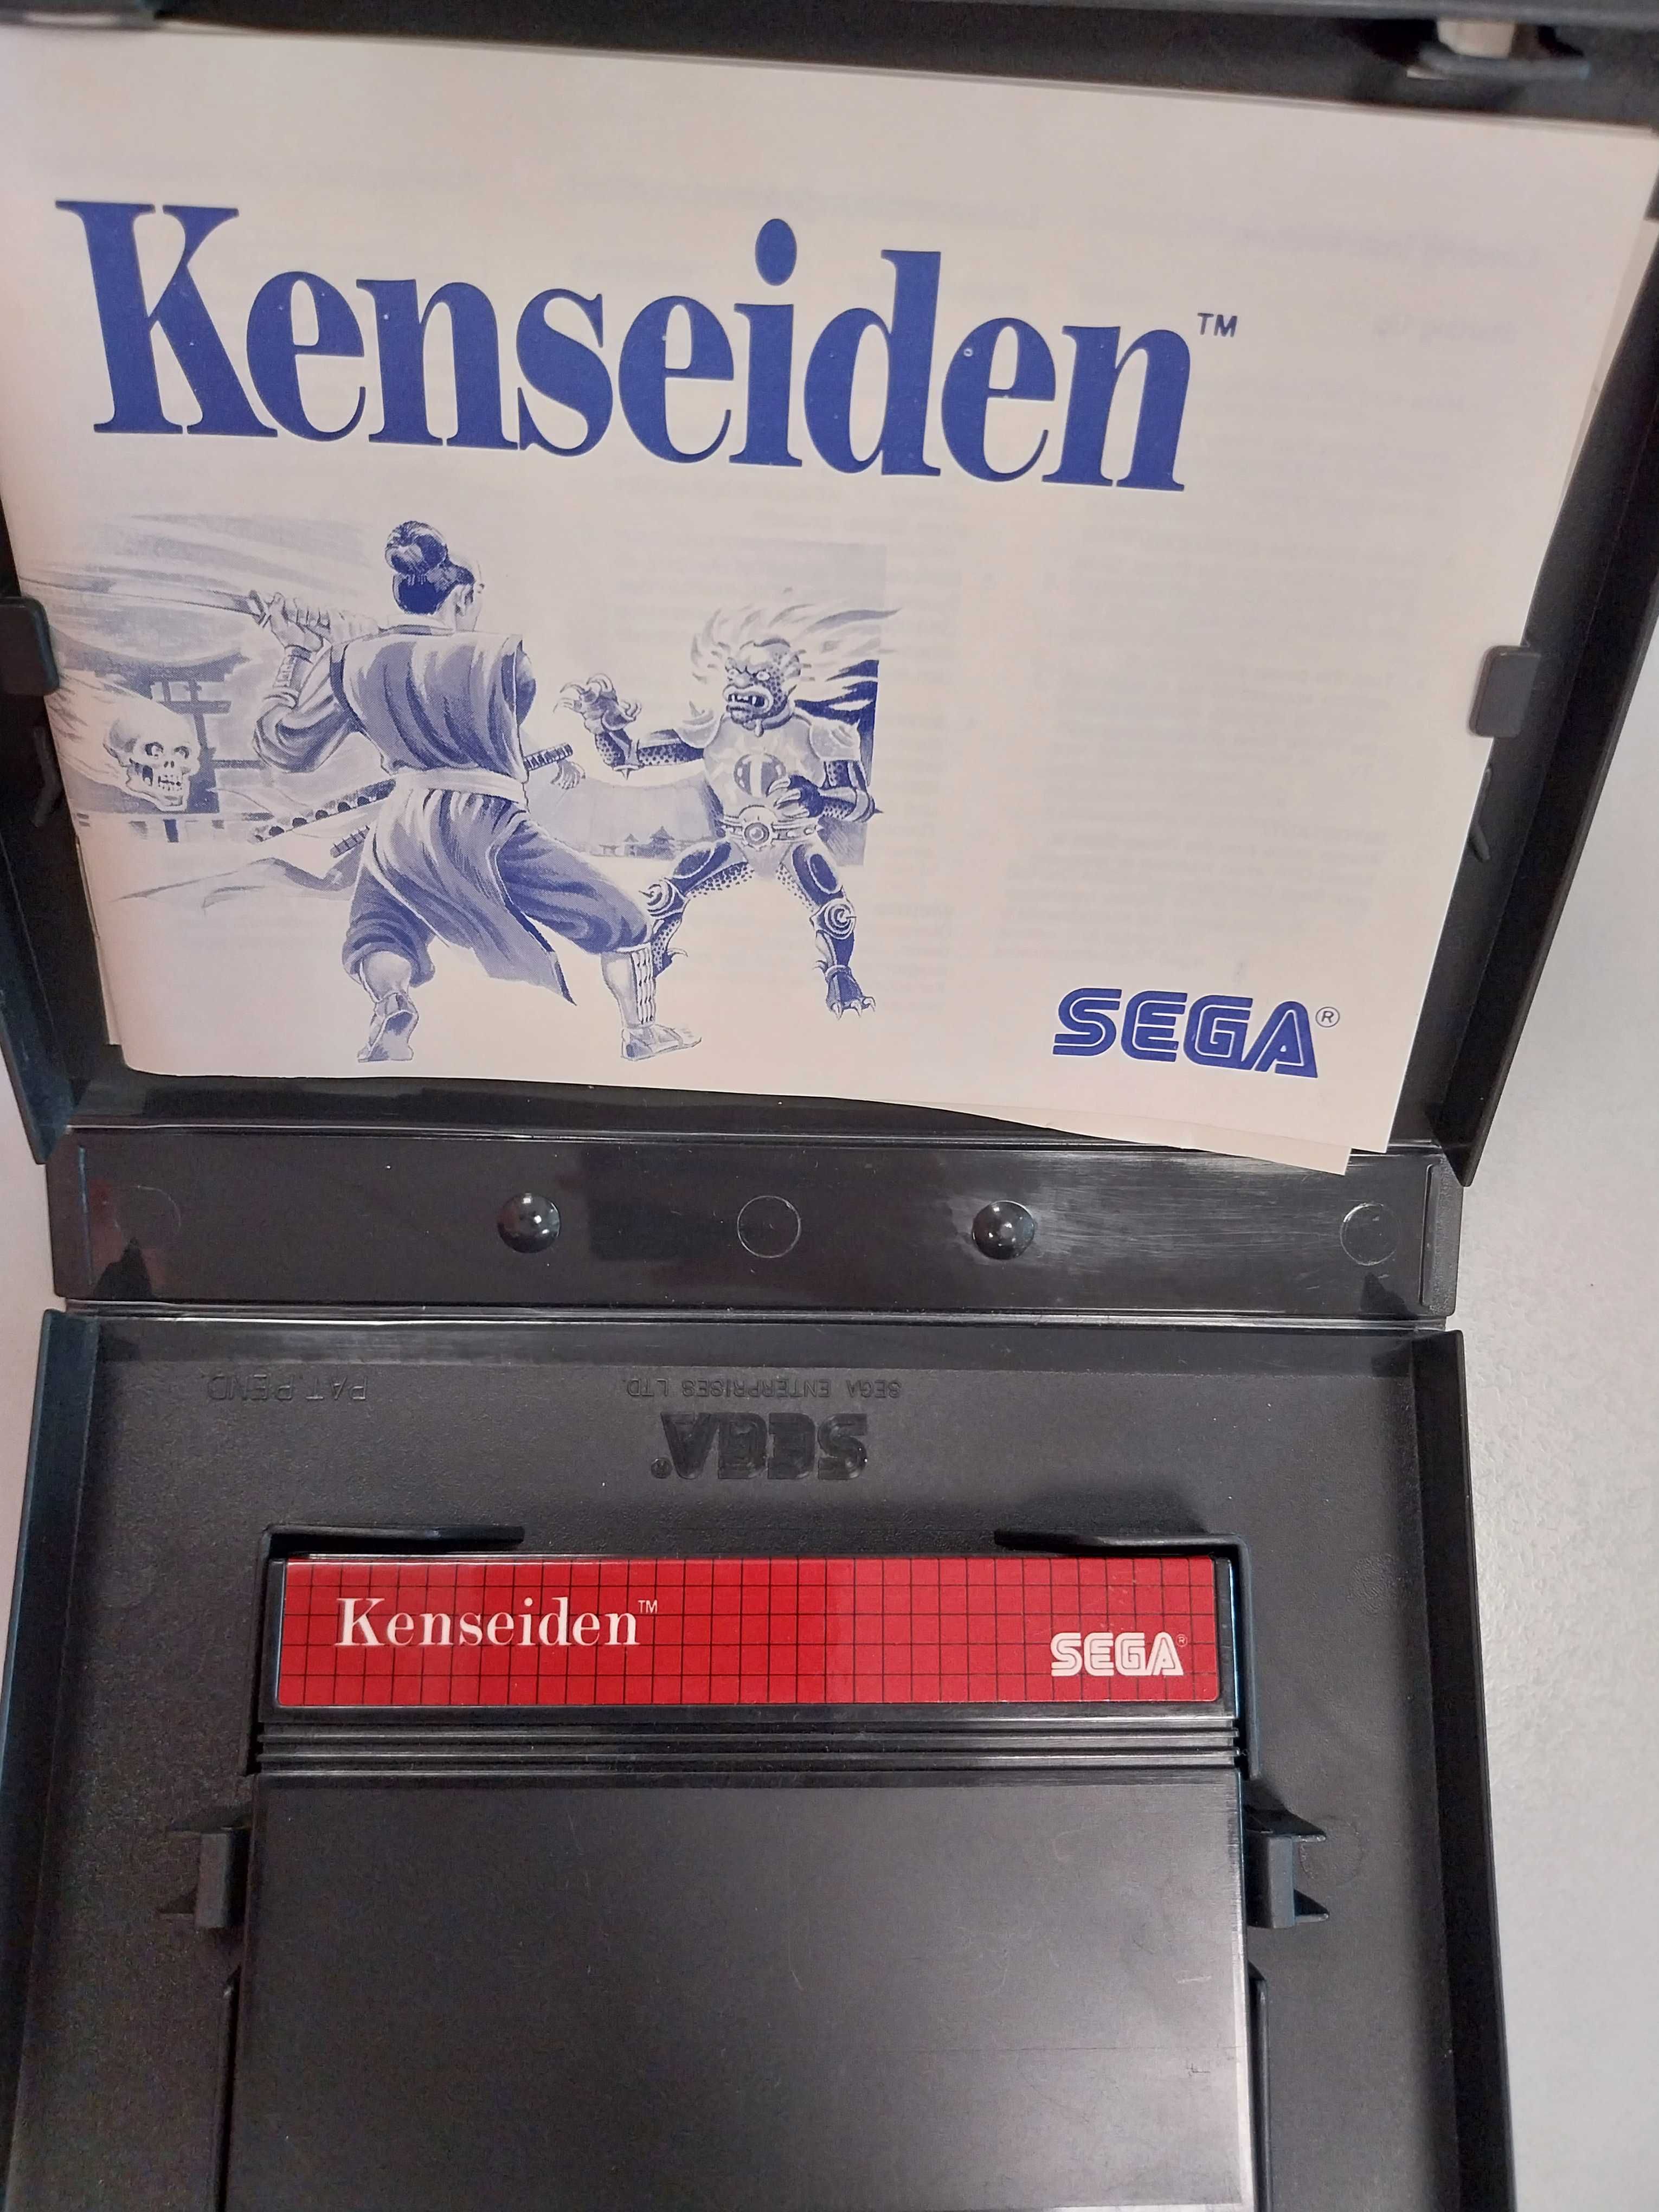 Kenseiden™
SEGA®
PAT. PEND.
SEGA ENTERPRISES LTD.
SEGA®
Kenseiden™
SEGA®